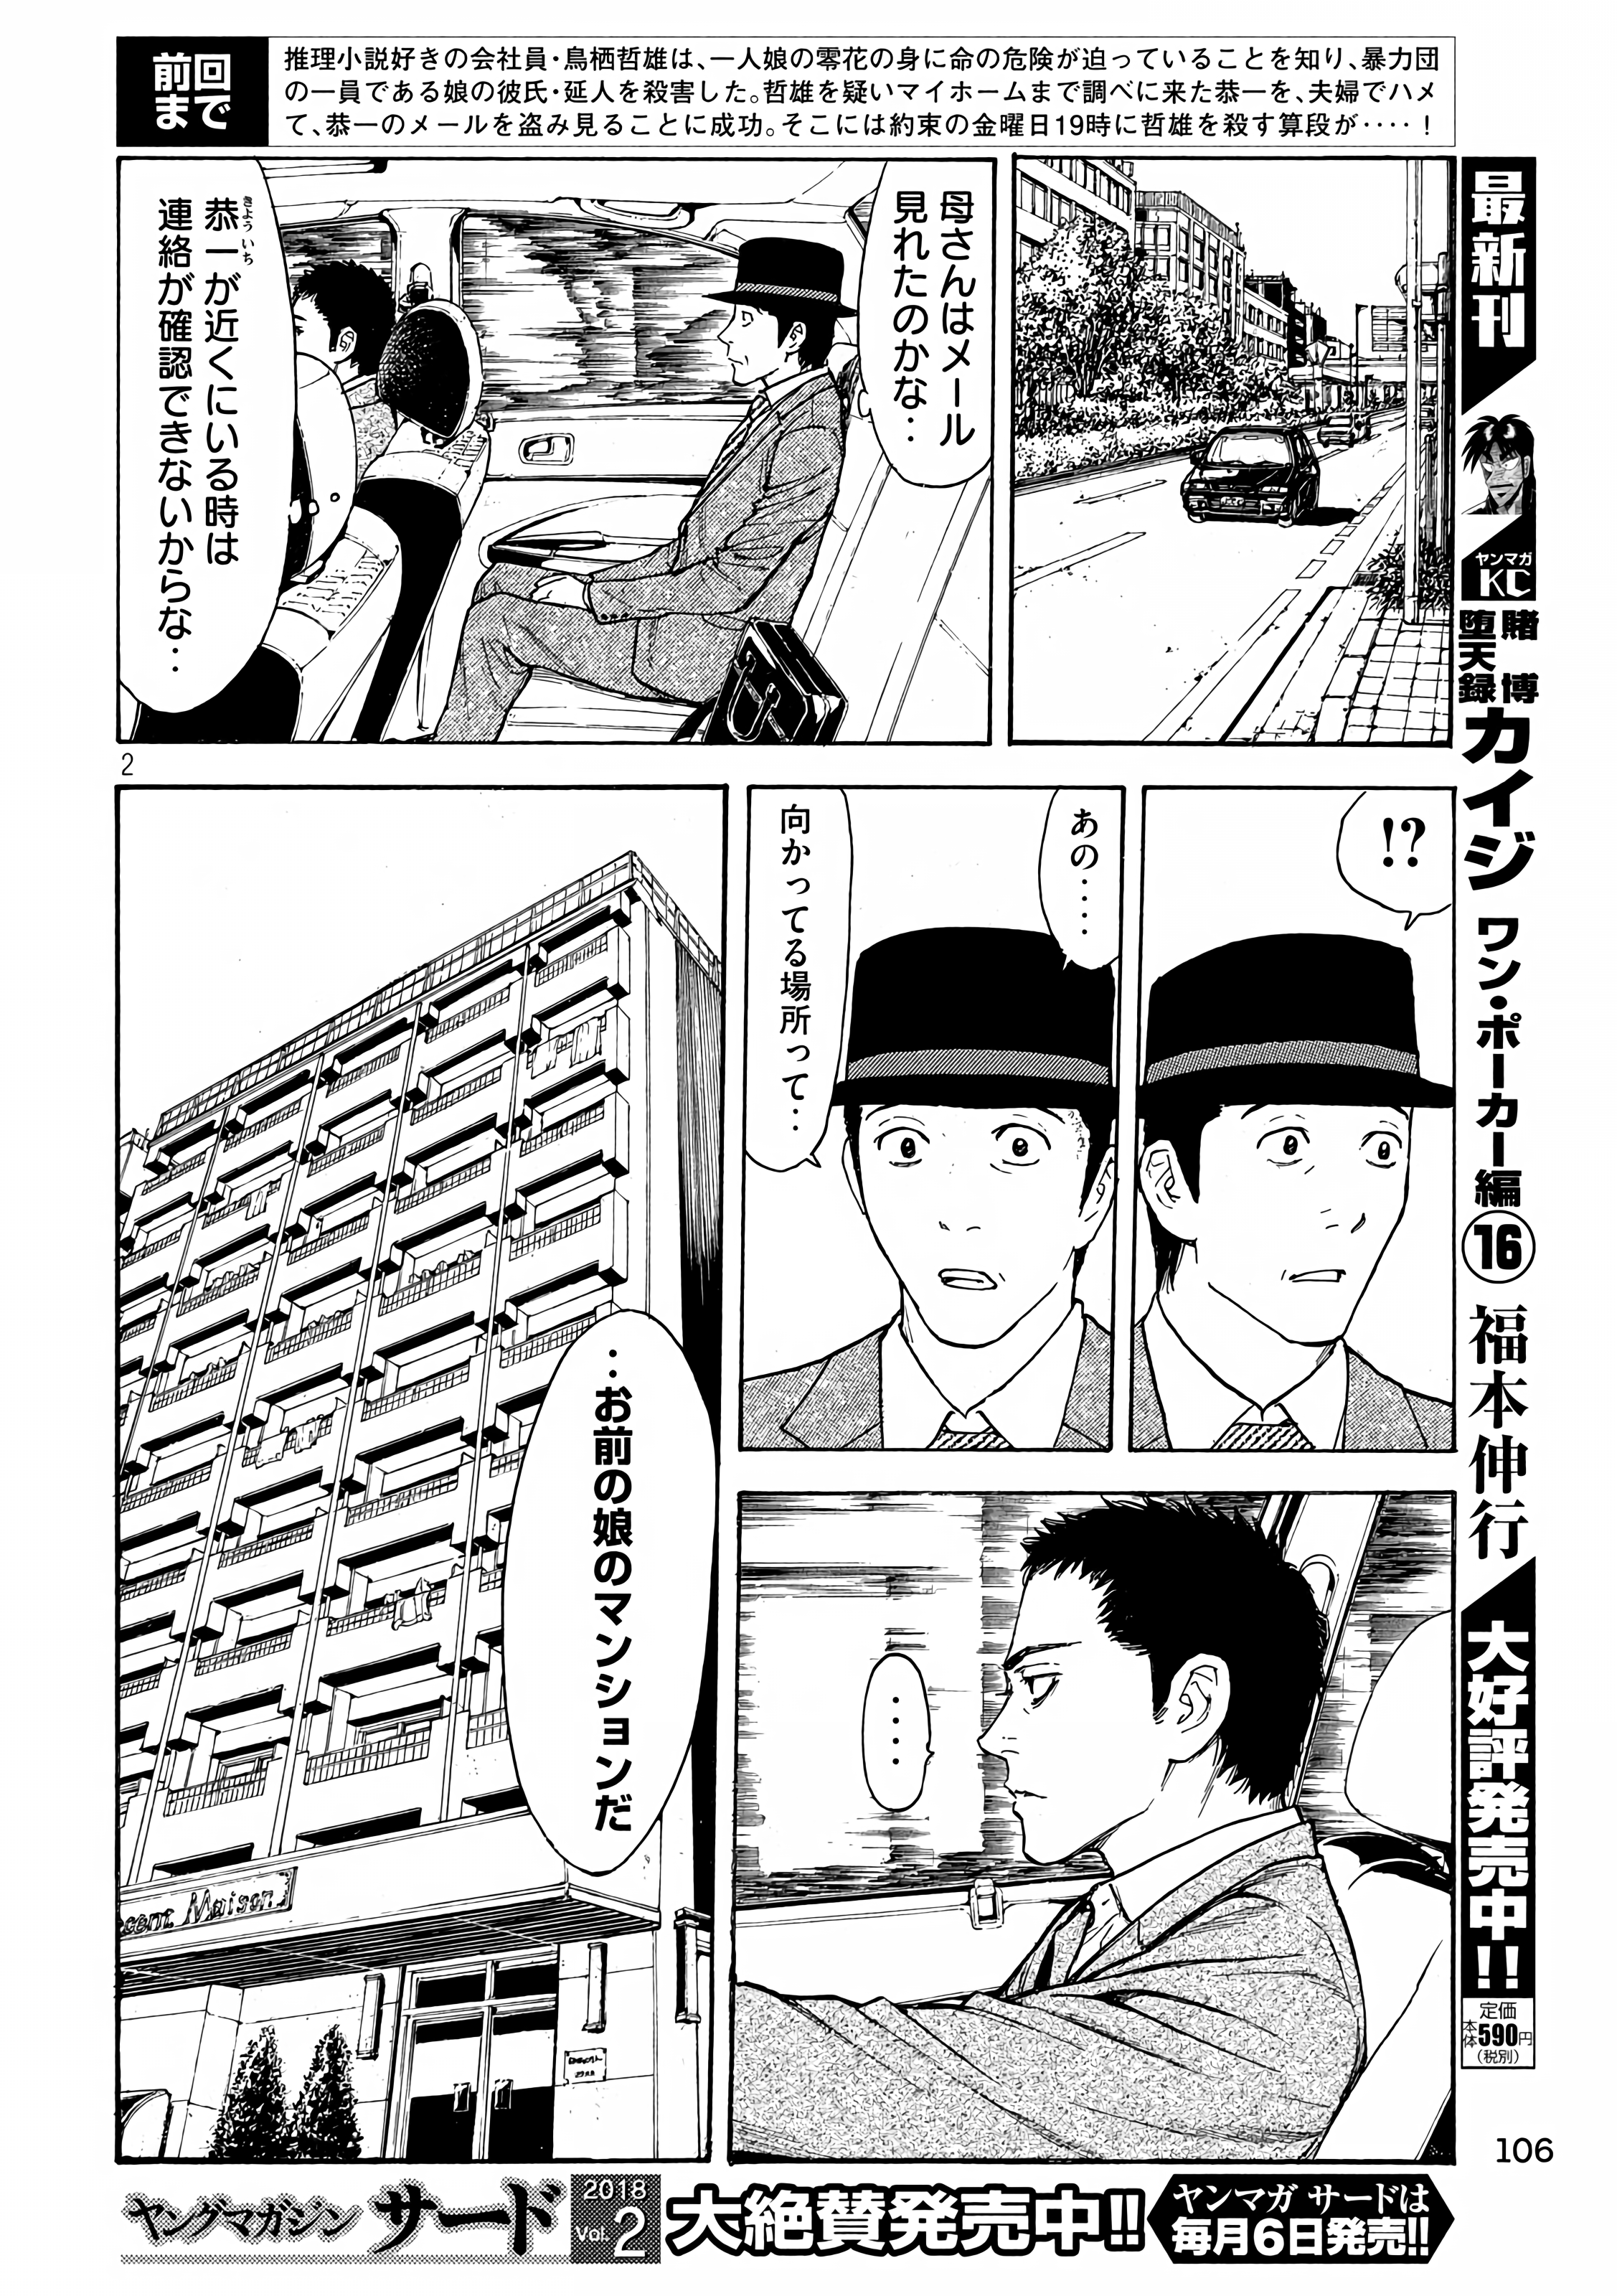 前回
まで
推理小説好きの会社員・鳥栖哲雄は、一人娘の零花の身に命の危険が迫っていることを知り、暴力団
の一員である娘の彼氏・延人を殺害した。哲雄を疑いマイホームまで調べに来た恭一を、夫婦でハメ
て、恭一のメールを盗み見ることに成功。そこには約束の金曜日19時に哲雄を殺す算段が‥‥！
母さんはメール
見れたのかな‥
恭一が近くにいる時は
きょういち
連絡が確認できないからな‥
2
!?
あの‥‥
向かってる場所って‥
‥‥
‥お前の娘のマンションだ
Maison
最新刊
ヤンマガ
KC
賭博
堕天録
カイジ
ワン・ポーカー編
16
福本伸行
大好評発売中!!
定価
本体590円
(税別)
106
ヤングマガジン サード
2018
Vol.2
大絶賛発売中!!
ヤンマガ サードは
毎月6日発売!!